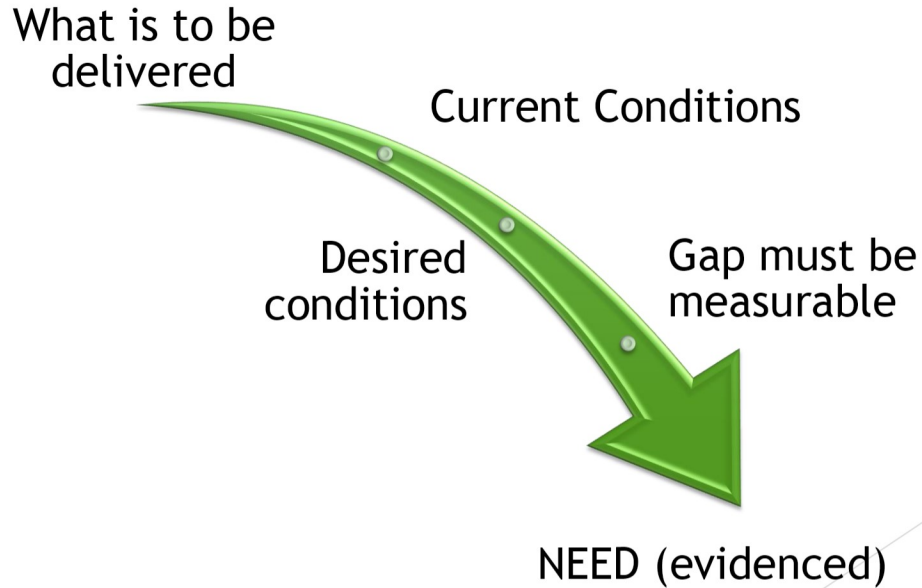 What is to be
delivered
Current Conditions
Desired
conditions
Gap must be
measurable
NEED (evidenced)